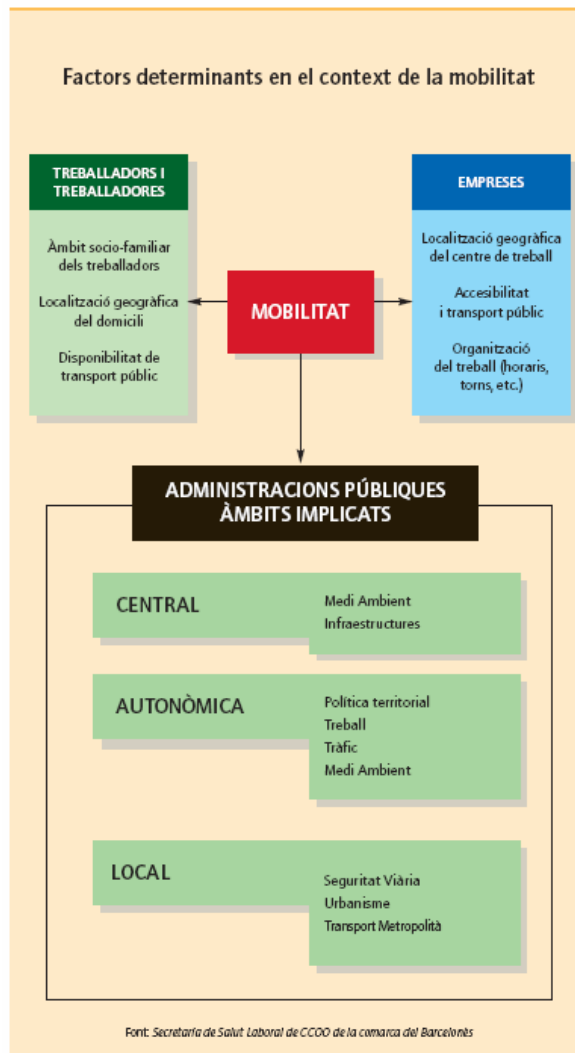 Factors determinants en el context de la mobilitat
TREBALLADORS I
TREBALLADORES
Àmbit socio-familiar
dels treballadors
Localització geogràfica
del domicili
Disponibilitat de
transport públic
MOBILITAT
EMPRESES
Localització geogràfica
del centre de treball
Accesibilitat
i transport públic
Organització
del treball (horaris,
torns, etc.)
ADMINISTRACIONS PÚBLIQUES
ÀMBITS IMPLICATS
CENTRAL
Medi Ambient
Infraestructures
AUTONÒMICA
Política territorial
Treball
Tràfic
Medi Ambient
LOCAL
Seguritat Viària
Urbanisme
Transport Metropolità
Font: Secretaría de Salut Laboral de CCOO de la comarca del Barcelonès